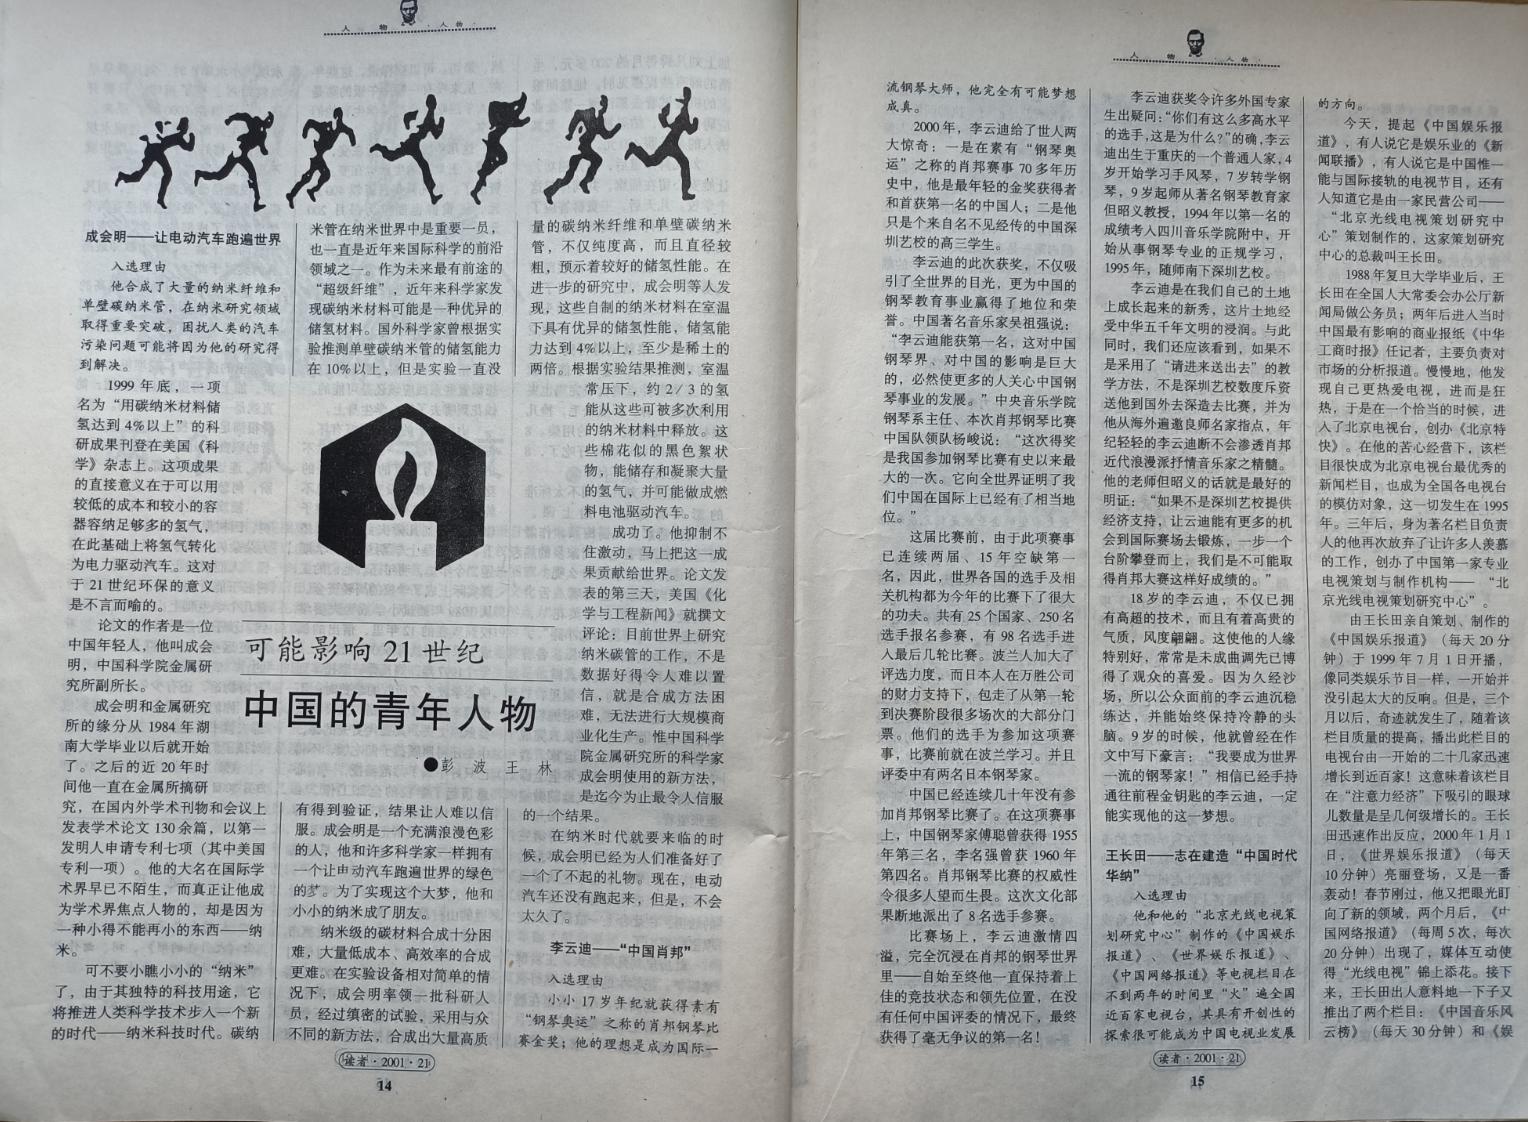 人 物 · 人 物 ·
成会明——让电动汽车跑遍世界
入选理由
他合成了大量的纳米纤维和
单壁碳纳米管，在纳米研究领域
取得重要突破，困扰人类的汽车
污染问题可能将因为他的研究得
到解决。
1999 年底，一项
名为“用碳纳米材料储
氢达到 4%以上”的科
研成果刊登在美国《科
学》杂志上。这项成果
的直接意义在于可以用
较低的成本和较小的容
器容纳足够多的氢气，
在此基础上将氢气转化
为电力驱动汽车。这对
于 21 世纪环保的意义
是不言而喻的。
论文的作者是一位
中国年轻人，他叫成会
明，中国科学院金属研
究所副所长。
成会明和金属研究
所的缘分从 1984 年湖
南大学毕业以后就开始
了。之后的近 20 年时
间他一直在金属所搞研
究，在国内外学术刊物和会议上
发表学术论文 130 余篇，以第一
发明人申请专利七项（其中美国
专利一项）。他的大名在国际学
术界早已不陌生，而真正让他成
为学术界焦点人物的，却是因为
一种小得不能再小的东西——纳
米。
可不要小瞧小小的“纳米”
了，由于其独特的科技用途，它
将推进人类科学技术步入一个新
的时代——纳米科技时代。碳纳
米管在纳米世界中是重要一员，
也一直是近年来国际科学的前沿
领域之一。作为未来最有前途的
“超级纤维”，近年来科学家发
现碳纳米材料可能是一种优异的
储氢材料。国外科学家曾根据实
验推测单壁碳纳米管的储氢能力
在 10%以上，但是实验一直没
可能影响 21 世纪
中国的青年人物
●彭 波 王 林
有得到验证，结果让人难以信
服。成会明是一个充满浪漫色彩
的人，他和许多科学家一样拥有
一个让电动汽车跑遍世界的绿色
的梦。为了实现这个大梦，他和
小小的纳米成了朋友。
纳米级的碳材料合成十分困
难，大量低成本、高效率的合成
更难。在实验设备相对简单的情
况下，成会明率领一批科研人
员，经过缜密的试验，采用与众
不同的新方法，合成出大量高质
量的碳纳米纤维和单壁碳纳米
管，不仅纯度高，而且直径较
粗，预示着较好的储氢性能。在
进一步的研究中，成会明等人发
现，这些自制的纳米材料在室温
下具有优异的储氢性能，储氢能
力达到 4%以上，至少是稀土的
两倍。根据实验结果推测，室温
常压下，约 2／3 的氢
能从这些可被多次利用
的纳米材料中释放。这
些棉花似的黑色絮状
物，能储存和凝聚大量
的氢气，并可能做成燃
料电池驱动汽车。
成功了。他抑制不
住激动，马上把这一成
果贡献给世界。论文发
表的第三天，美国《化
学与工程新闻》就撰文
评论：目前世界上研究
纳米碳管的工作，不是
数据好得令人难以置
信，就是合成方法困
难，无法进行大规模商
业化生产。惟中国科学
院金属研究所的科学家
成会明使用的新方法，
是迄今为止最令人信服
的一个结果。
在纳米时代就要来临的时
候，成会明已经为人们准备好了
一个了不起的礼物。现在，电动
汽车还没有跑起来，但是，不会
太久了。
李云迪——“中国肖邦”
入选理由
小小 17 岁年纪就获得素有
“钢琴奥运”之称的肖邦钢琴比
赛金奖；他的理想是成为国际一
读者·2001·21
14
人 物 · 人 物 ·
流钢琴大师，他完全有可能梦想
成真。
2000 年，李云迪给了世人两
大惊奇：一是在素有“钢琴奥
运”之称的肖邦赛事 70 多年历
史中，他是最年轻的金奖获得者
和首获第一名的中国人；二是他
只是个来自名不见经传的中国深
圳艺校的高三学生。
李云迪的此次获奖，不仅吸
引了全世界的目光，更为中国的
钢琴教育事业赢得了地位和荣
誉。中国著名音乐家吴祖强说：
“李云迪能获第一名，这对中国
钢琴界、对中国的影响是巨大
的，必然使更多的人关心中国钢
琴事业的发展。”中央音乐学院
钢琴系主任、本次肖邦钢琴比赛
中国队领队杨峻说：“这次得奖
是我国参加钢琴比赛有史以来最
大的一次。它向全世界证明了我
们中国在国际上已经有了相当地
位。”
这届比赛前，由于此项赛事
已连续两届、15 年空缺第一
名，因此，世界各国的选手及相
关机构都为今年的比赛下了很大
的功夫。共有 25 个国家、250 名
选手报名参赛，有 98 名选手进
入最后几轮比赛。波兰人加大了
评选力度，而日本人在万胜公司
的财力支持下，包走了从第一轮
到决赛阶段很多场次的大部分门
票。他们的选手为参加这项赛
事，比赛前就在波兰学习。并且
评委中有两名日本钢琴家。
中国已经连续几十年没有参
加肖邦钢琴比赛了。在这项赛事
上，中国钢琴家傅聪曾获得 1955
年第三名，李名强曾获 1960 年
第四名。肖邦钢琴比赛的权威性
令很多人望而生畏。这次文化部
果断地派出了 8 名选手参赛。
比赛场上，李云迪激情四
溢，完全沉浸在肖邦的钢琴世界
里——自始至终他一直保持着上
佳的竞技状态和领先位置，在没
有任何中国评委的情况下，最终
获得了毫无争议的第一名！
李云迪获奖令许多外国专家
生出疑问：“你们有这么多高水平
的选手，这是为什么？”的确，李云
迪出生于重庆的一个普通人家，4
岁开始学习手风琴，7 岁转学钢
琴，9 岁起师从著名钢琴教育家
但昭义教授，1994 年以第一名的
成绩考人四川音乐学院附中，开
始从事钢琴专业的正规学习，
1995 年，随师南下深圳艺校。
李云迪是在我们自己的土地
上成长起来的新秀，这片土地经
受中华五千年文明的浸润。与此
同时，我们还应该看到，如果不
是采用了“请进来送出去”的教
学方法，不是深圳艺校数度斥资
送他到国外去深造去比赛，并为
他从海外遍邀良师名家指点，年
纪轻轻的李云迪断不会渗透肖邦
近代浪漫派抒情音乐家之精髓。
他的老师但昭义的话就是最好的
明证：“如果不是深圳艺校提供
经济支持，让云迪能有更多的机
会到国际赛场去锻炼，一步一个
台阶攀登而上，我们是不可能取
得肖邦大赛这样好成绩的。”
18 岁的李云迪，不仅已拥
有高超的技术，而且有着高贵的
气质，风度翩翩。这使他的人缘
特别好，常常是未成曲调先已博
得了观众的喜爱。因为久经沙
场，所以公众面前的李云迪沉稳
练达，并能始终保持冷静的头
脑。9 岁的时候，他就曾经在作
文中写下豪言：“我要成为世界
一流的钢琴家！”相信已经手持
通往前程金钥匙的李云迪，一定
能实现他的这一梦想。
王长田——志在建造“中国时代
华纳”
入选理由
他和他的“北京光线电视策
划研究中心”制作的《中国娱乐
报道》、《世界娱乐报道》、
《中国网络报道》等电视栏目在
不到两年的时间里“火”遍全国
近百家电视台，其具有开创性的
探索很可能成为中国电视业发展
的方向。
今天，提起《中国娱乐报
道》，有人说它是娱乐业的《新
闻联播》，有人说它是中国惟一
能与国际接轨的电视节目，还有
人知道它是由一家民营公司——
“北京光线电视策划研究中
心”策划制作的，这家策划研究
中心的总裁叫王长田。
1988 年复旦大学毕业后，王
长田在全国人大常委会办公厅新
闻局做公务员；两年后进入当时
中国最有影响的商业报纸《中华
工商时报》任记者，主要负责对
市场的分析报道。慢慢地，他发
现自己更热爱电视，进而是狂
热，于是在一个恰当的时候，进
入了北京电视台，创办《北京特
快》。在他的苦心经营下，该栏
目很快成为北京电视台最优秀的
新闻栏目，也成为全国各电视台
的模仿对象，这一切发生在 1995
年。三年后，身为著名栏目负责
人的他再次放弃了让许多人羡慕
的工作，创办了中国第一家专业
电视策划与制作机构——“北
京光线电视策划研究中心”。
由王长田亲自策划、制作的
《中国娱乐报道》（每天 20 分
钟）于 1999 年 7 月 1 日开播，
像同类娱乐节目一样，一开始并
没引起太大的反响。但是，三个
月以后，奇迹就发生了，随着该
栏目质量的提高，播出此栏目的
电视台由一开始的二十几家迅速
增长到近百家！这意味着该栏目
在“注意力经济”下吸引的眼球
儿数量是呈几何级增长的。王长
田迅速作出反应，2000 年 1 月 1
日，《世界娱乐报道》（每天
10 分钟）亮丽登场，又是一番
轰动！春节刚过，他又把眼光盯
向了新的领域，两个月后，《中
国网络报道》（每周 5 次，每次
20 分钟）出现了，媒体互动使
得“光线电视”锦上添花。接下
来，王长田出人意料地一下子又
推出了两个栏目：《中国音乐风
云榜》（每天 30 分钟）和《娱
读者·2001·21
15